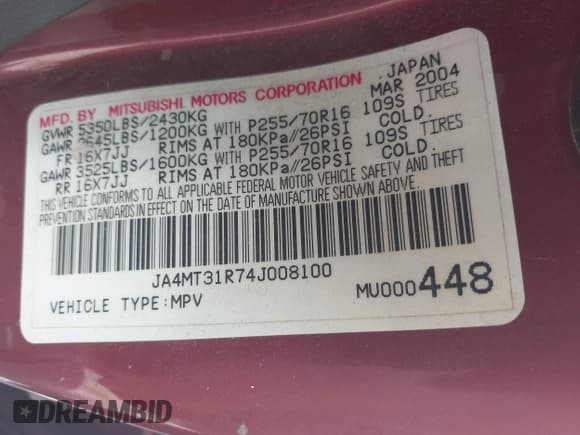 MFD. BY MITSUBISHI MOTORS CORPORATION JAPAN
GVWR 5350LBS/2430KG MAR 2004
GAWR 2645LBS/1200KG WITH P255/70R16 109S TIRES
FR 16X7JJ RIMS AT 180KPa//26PSI COLD.
GAWR 3525LBS/1600KG WITH P255/70R16 109S TIRES
RR 16X7JJ RIMS AT 180KPa//26PSI COLD.
THIS VEHICLE CONFORMS TO ALL APPLICABLE FEDERAL MOTOR VEHICLE SAFETY AND THEFT
PREVENTION STANDARDS IN EFFECT ON THE DATE OF MANUFACTURE SHOWN ABOVE.
JA4MT31R74J008100
VEHICLE TYPE:MPV MU000448
DREAMBID